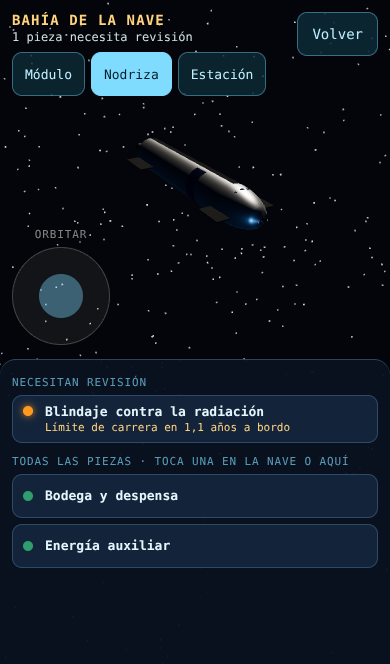 BAHÍA DE LA NAVE
1 pieza necesita revisión
Volver
Módulo
Nodriza
Estación
ORBITAR
NECESITAN REVISIÓN
Blindaje contra la radiación
Límite de carrera en 1,1 años a bordo
TODAS LAS PIEZAS · TOCA UNA EN LA NAVE O AQUÍ
Bodega y despensa
Energía auxiliar